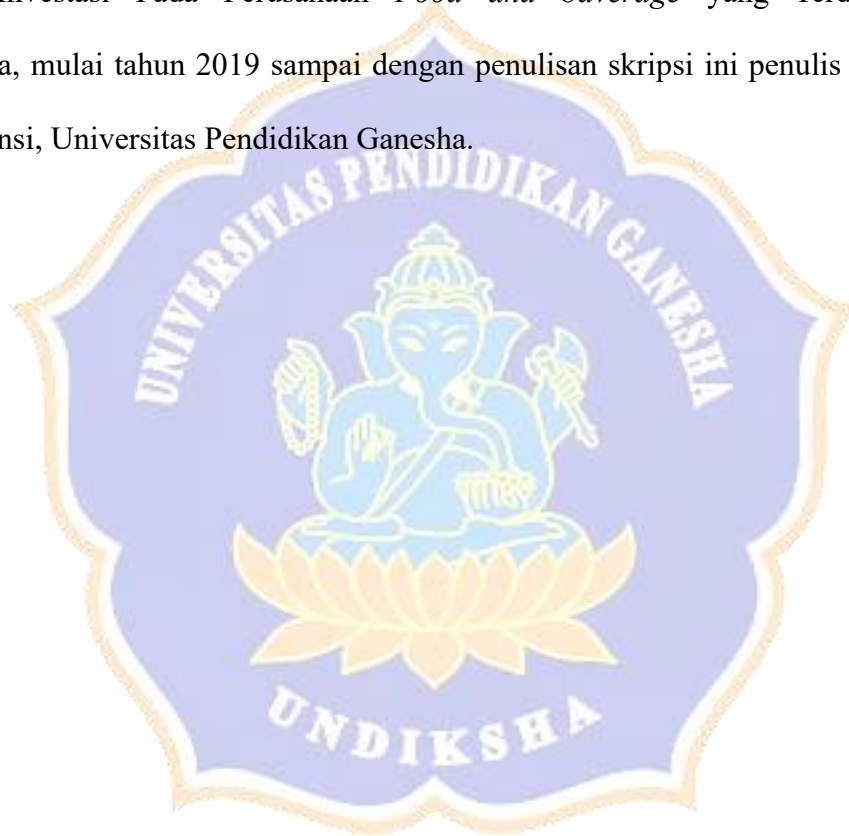 Investasi Pada Perusahaan Food and baverage yang
a, mulai tahun 2019 sampai dengan penulisan skripsi ini penulis
nsi, Universitas Pendidikan Ganesha.
UNIVERSITAS PENDIDIKAN GANESHA
UNDIKSHA